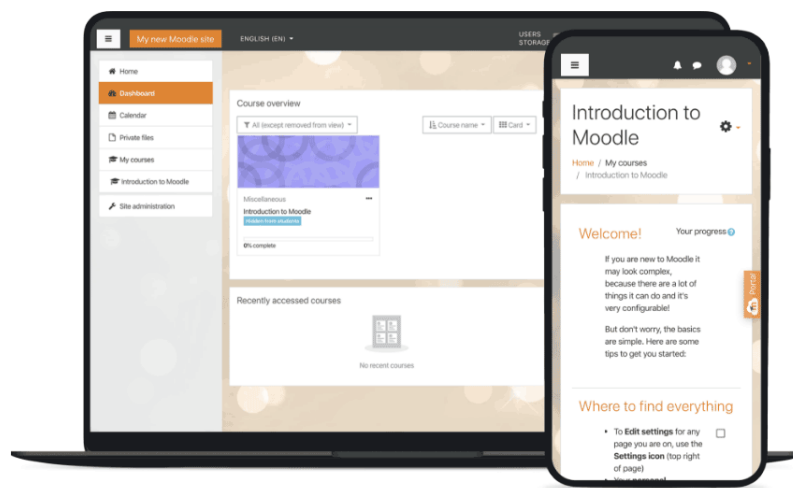 My new Moodle site
ENGLISH (EN)
USERS
STORAGE
Home
Dashboard
Calendar
Private files
My courses
Introduction to Moodle
Site administration
Course overview
All (except removed from view)
Course name
Card
Miscellaneous
Introduction to Moodle
Hidden from students
0% complete
Recently accessed courses
No recent courses
Introduction to
Moodle
Home / My courses
/ Introduction to Moodle
Welcome!
Your progress
If you are new to Moodle it
may look complex,
because there are a lot of
things it can do and it's
very configurable!
But don't worry, the basics
are simple. Here are some
tips to get you started:
Portal
Where to find everything
To Edit settings for any
page you are on, use the
Settings icon (top right
of page)
Your personal